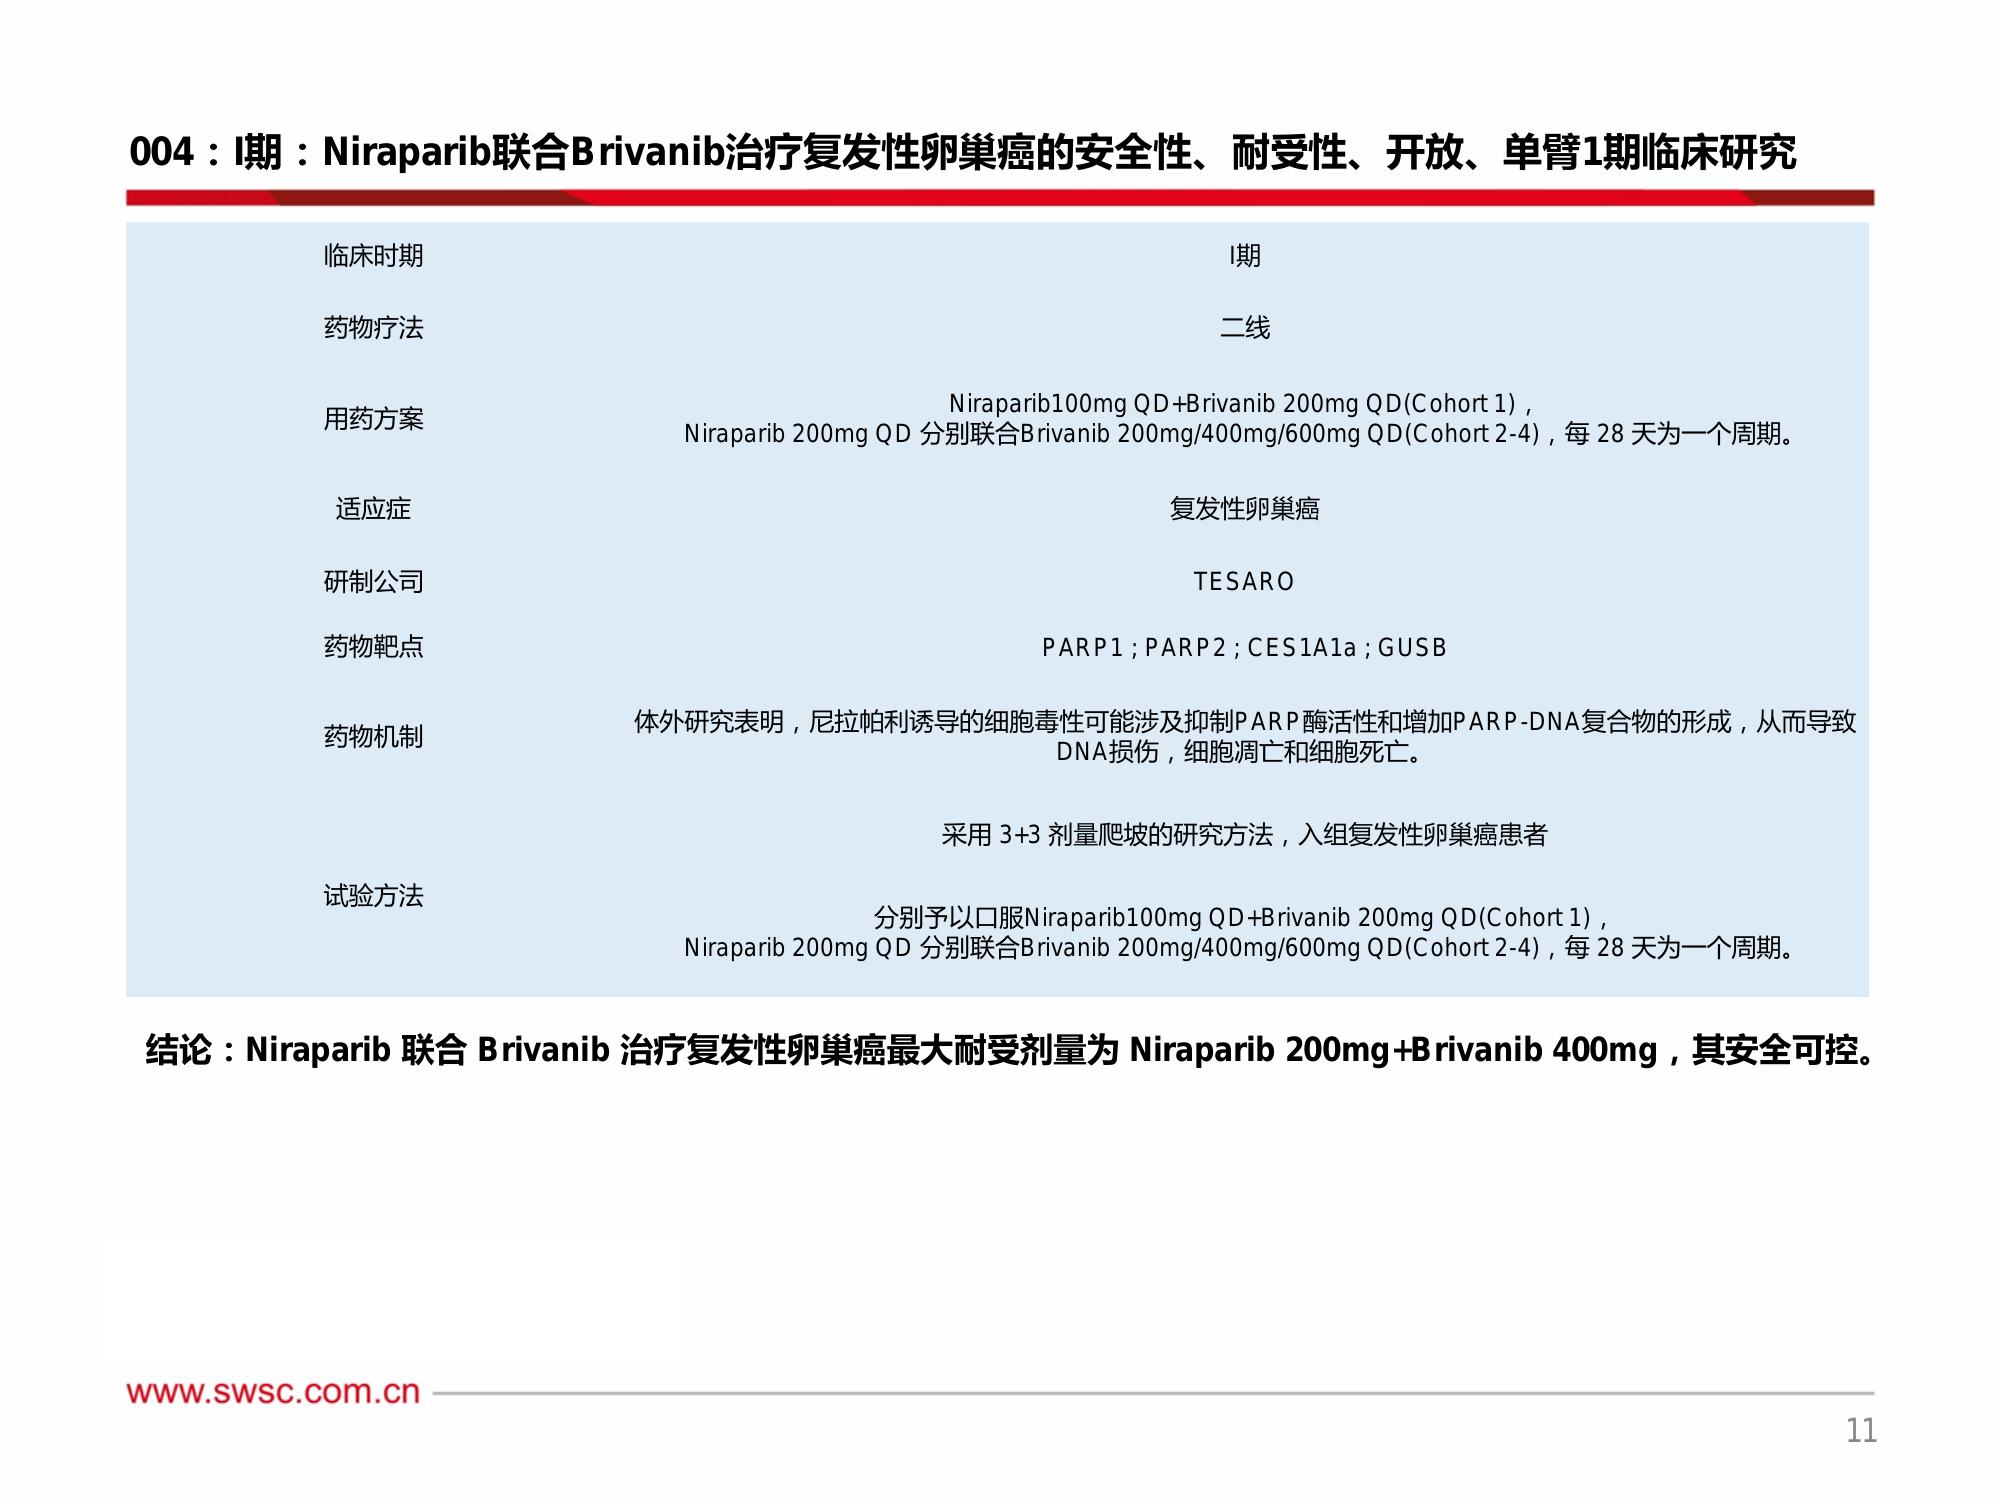 004：I期：Niraparib联合Brivanib治疗复发性卵巢癌的安全性、耐受性、开放、单臂1期临床研究
临床时期 I期
药物疗法 二线
用药方案
Niraparib100mg QD+Brivanib 200mg QD(Cohort 1)，
Niraparib 200mg QD 分别联合Brivanib 200mg/400mg/600mg QD(Cohort 2-4)，每 28 天为一个周期。
适应症 复发性卵巢癌
研制公司 TESARO
药物靶点 PARP1；PARP2；CES1A1a；GUSB
药物机制
体外研究表明，尼拉帕利诱导的细胞毒性可能涉及抑制PARP酶活性和增加PARP-DNA复合物的形成，从而导致
DNA损伤，细胞凋亡和细胞死亡。
试验方法
采用 3+3 剂量爬坡的研究方法，入组复发性卵巢癌患者
分别予以口服Niraparib100mg QD+Brivanib 200mg QD(Cohort 1)，
Niraparib 200mg QD 分别联合Brivanib 200mg/400mg/600mg QD(Cohort 2-4)，每 28 天为一个周期。
结论：Niraparib 联合 Brivanib 治疗复发性卵巢癌最大耐受剂量为 Niraparib 200mg+Brivanib 400mg，其安全可控。
www.swsc.com.cn
11